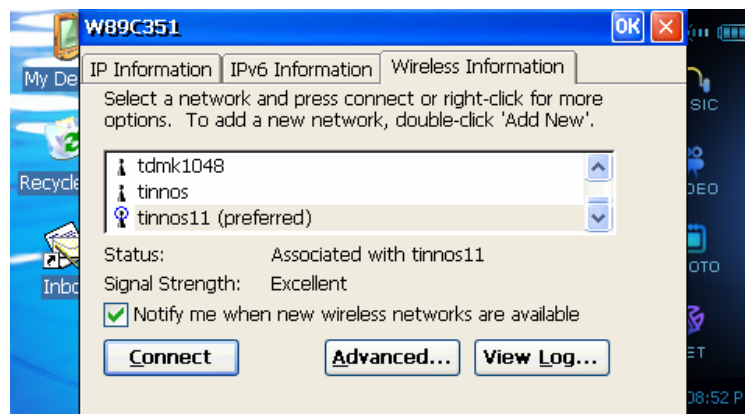 W89C351
OK
My De
IP Information
IPv6 Information
Wireless Information
Select a network and press connect or right-click for more
options. To add a new network, double-click 'Add New'.
SIC
tdmk1048
tinnos
tinnos11 (preferred)
Recycle
DEO
Status: Associated with tinnos11
Signal Strength: Excellent
Inbo
OTO
Notify me when new wireless networks are available
Connect
Advanced...
View Log...
ET
08:52 P